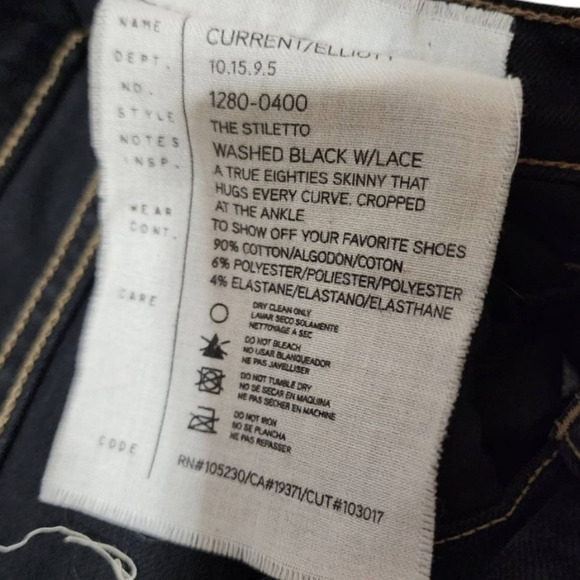 NAME CURRENT/ELLIOTT
DEPT. 10.15.9.5
NO. 1280-0400
STYLE THE STILETTO
NOTES WASHED BLACK W/LACE
INSP. A TRUE EIGHTIES SKINNY THAT
HUGS EVERY CURVE, CROPPED
WEAR AT THE ANKLE
CONT. TO SHOW OFF YOUR FAVORITE SHOES
90% COTTON/ALGODON/COTON
6% POLYESTER/POLIESTER/POLYESTER
4% ELASTANE/ELASTANO/ELASTHANE
CARE DRY CLEAN ONLY
LAVAR SECO SOLAMENTE
NETTOYAGE A SEC
DO NOT BLEACH
NO USAR BLANQUEADOR
NE PAS JAVELLISER
DO NOT TUMBLE DRY
NO SE SECAR EN MAQUINA
NE PAS SECHER EN MACHINE
DO NOT IRON
NO SE PLANCHA
NE PAS REPASSER
CODE RN#105230/CA#19371/CUT#103017